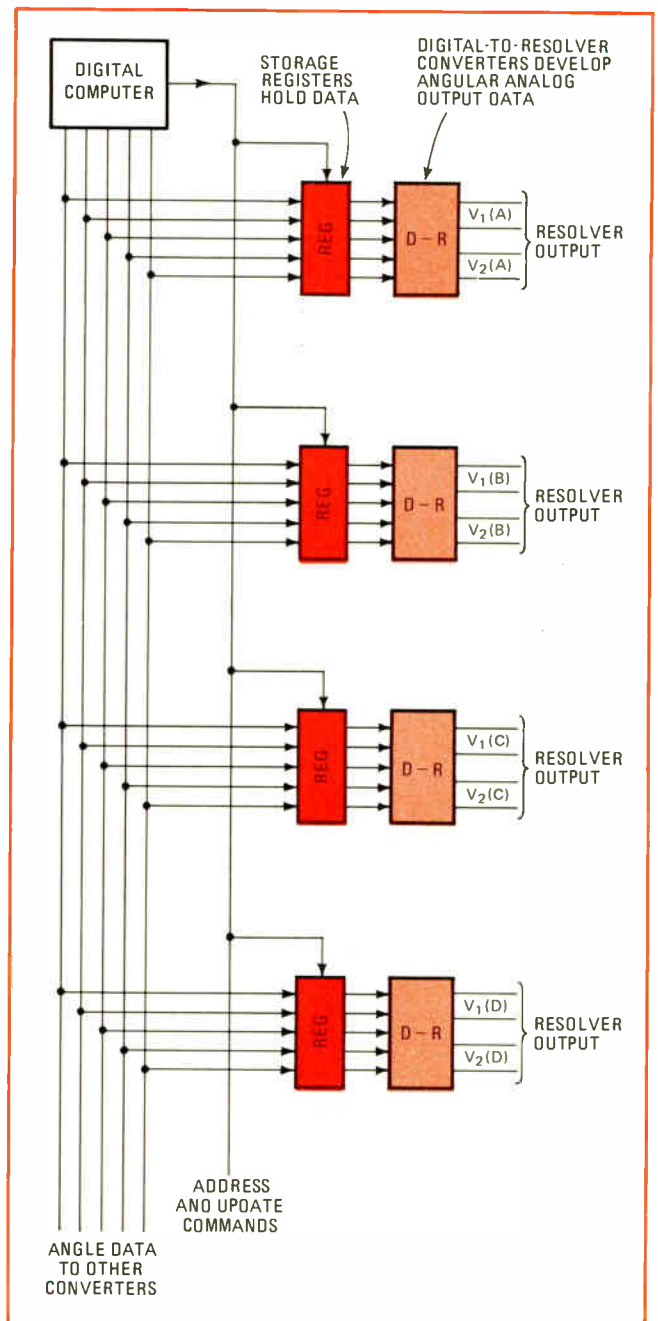 DIGITAL
COMPUTER
STORAGE
REGISTERS
HOLD DATA
DIGITAL-TO-RESOLVER
CONVERTERS DEVELOP
ANGULAR ANALOG
OUTPUT DATA
REG
D-R
V1(A)
V2(A)
RESOLVER
OUTPUT
REG
D-R
V1(B)
V2(B)
RESOLVER
OUTPUT
REG
D-R
V1(C)
V2(C)
RESOLVER
OUTPUT
REG
D-R
V1(D)
V2(D)
RESOLVER
OUTPUT
ADDRESS
AND UPDATE
COMMANDS
ANGLE DATA
TO OTHER
CONVERTERS